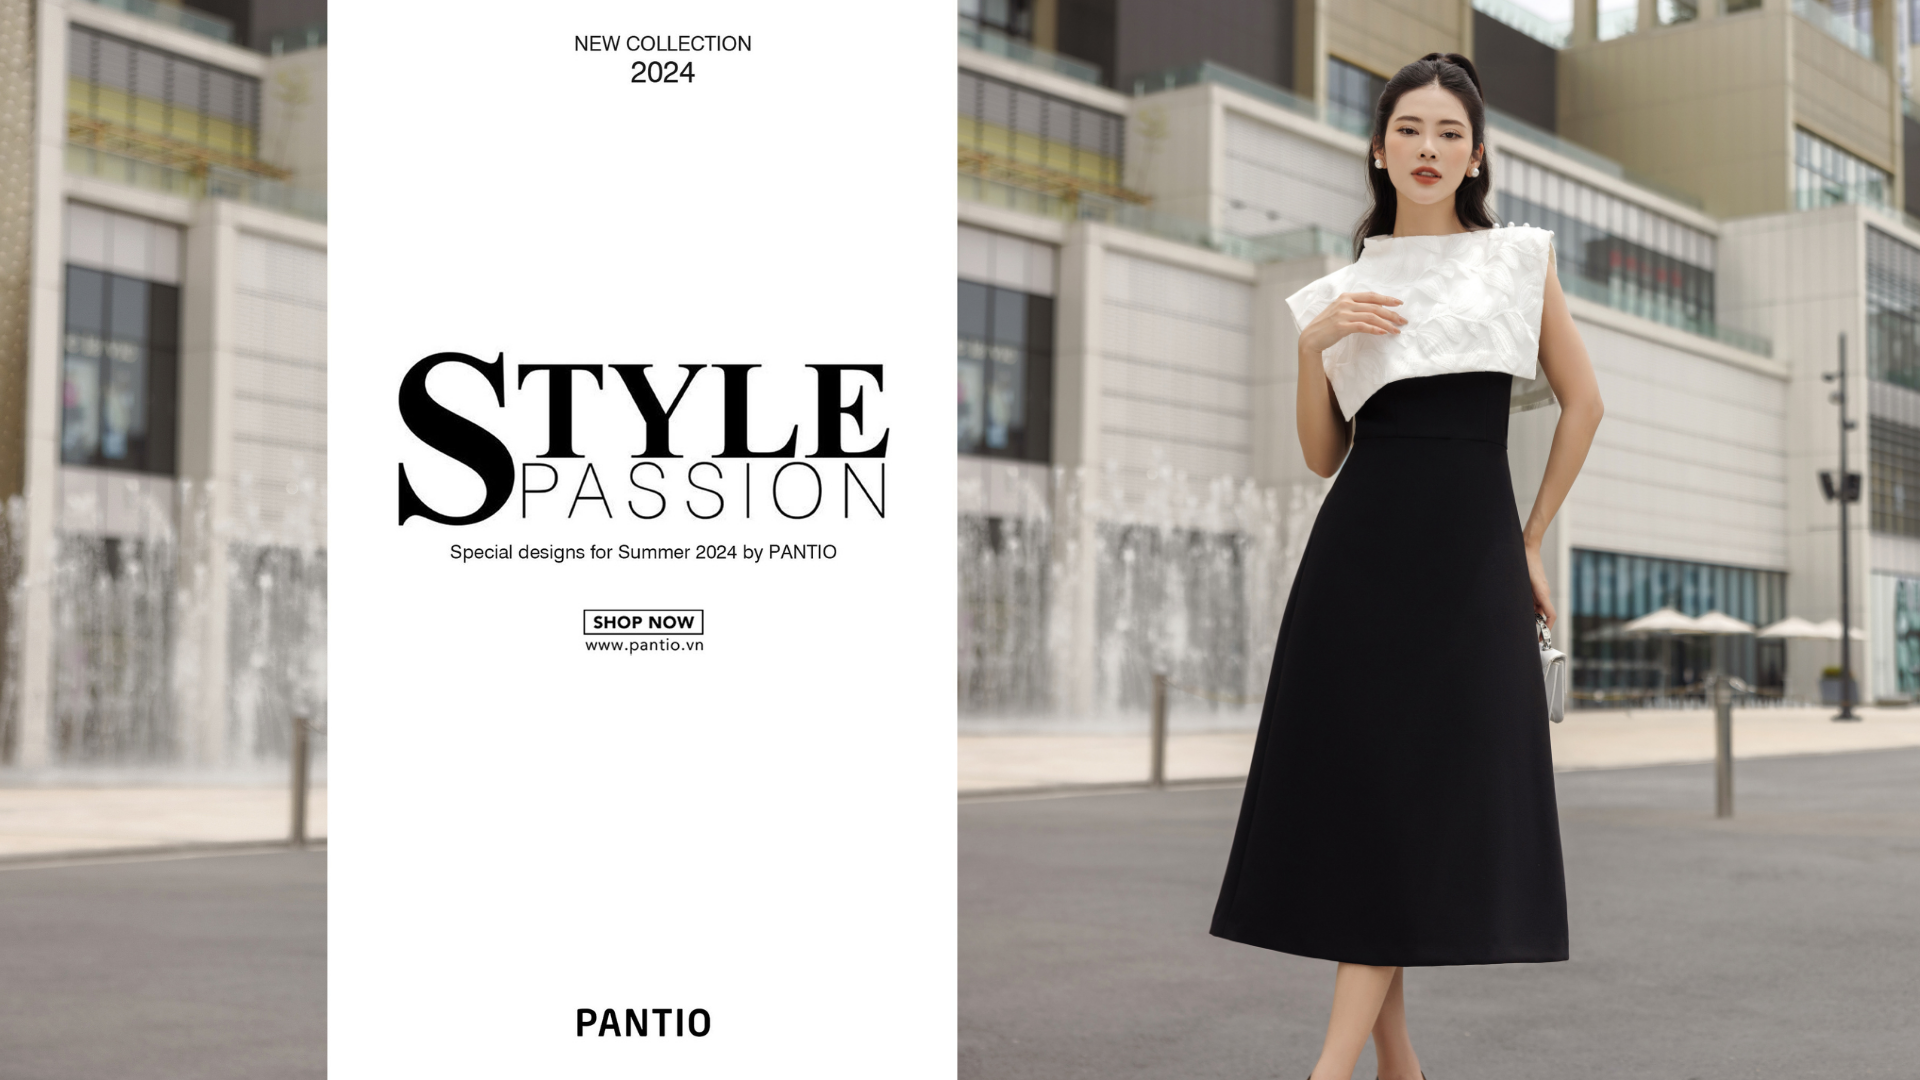 NEW COLLECTION
2024
STYLE
PASSION
Special designs for Summer 2024 by PANTIO
SHOP NOW
www.pantio.vn
PANTIO